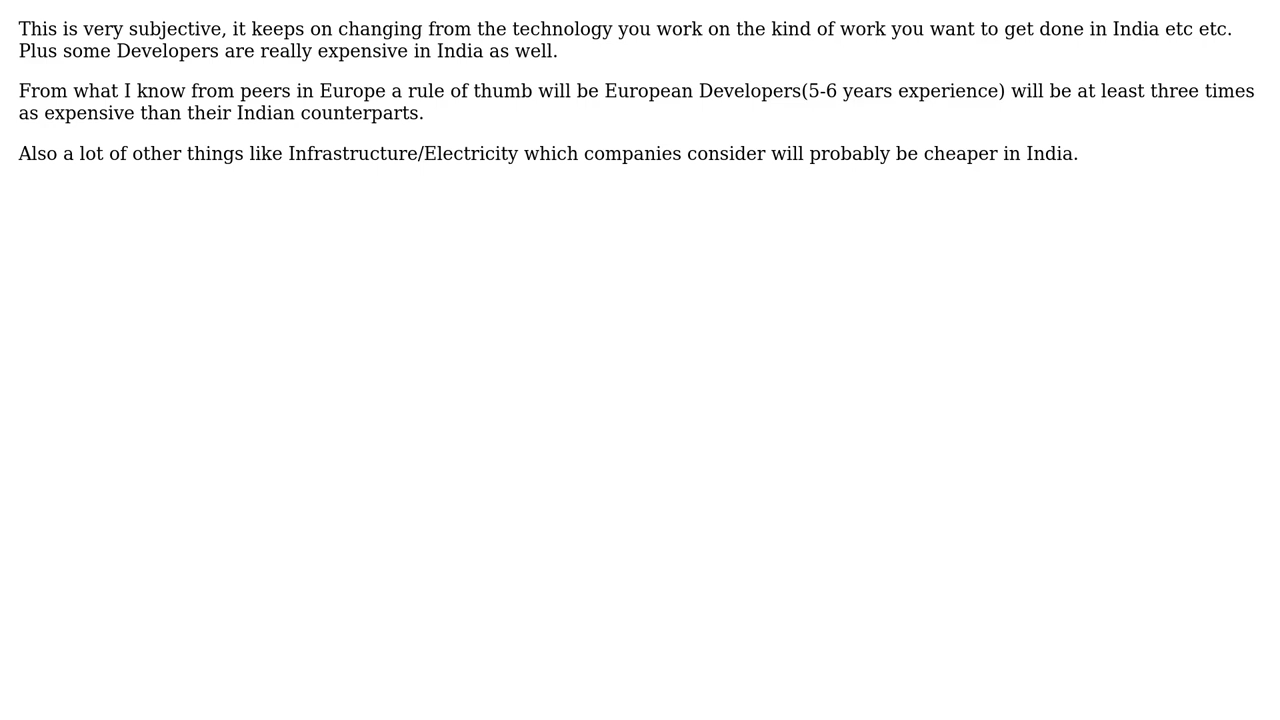 This is very subjective, it keeps on changing from the technology you work on the kind of work you want to get done in India etc etc.
Plus some Developers are really expensive in India as well.
From what I know from peers in Europe a rule of thumb will be European Developers(5-6 years experience) will be at least three times
as expensive than their Indian counterparts.
Also a lot of other things like Infrastructure/Electricity which companies consider will probably be cheaper in India.